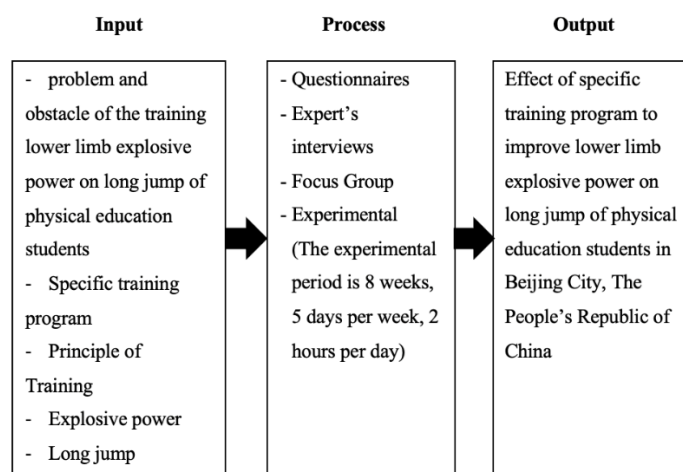 Input
Process
Output
- problem and
obstacle of the training
lower limb explosive
power on long jump of
physical education
students
- Specific training
program
- Principle of
Training
- Explosive power
- Long jump
- Questionnaires
- Expert's
interviews
- Focus Group
- Experimental
(The experimental
period is 8 weeks,
5 days per week, 2
hours per day)
Effect of specific
training program to
improve lower limb
explosive power on
long jump of physical
education students in
Beijing City, The
People's Republic of
China